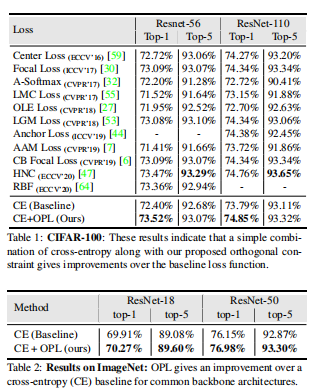 Loss Resnet-56 ResNet-110
Top-1 Top-5 Top-1 Top-5
Center Loss (ECCV'16) [59] 72.72% 93.06% 74.27% 93.20%
Focal Loss (ICCV'17) [30] 73.09% 93.07% 74.34% 93.34%
A-Softmax (CVPR'17) [32] 72.20% 91.28% 72.72% 90.41%
LMC Loss (CVPR'17) [55] 71.52% 91.64% 73.15% 91.88%
OLE Loss (CVPR'18) [27] 71.95% 92.52% 72.70% 92.63%
LGM Loss (CVPR'18) [53] 73.08% 93.10% 74.34% 93.06%
Anchor Loss (ICCV'19) [44] - - 74.38% 92.45%
AAM Loss (CVPR'19) [7] 71.41% 91.66% 73.72% 91.86%
CB Focal Loss (CVPR'19) [6] 73.09% 93.07% 74.34% 93.34%
HNC (ECCV'20) [47] 73.47% 93.29% 74.76% 93.65%
RBF (ECCV'20) [64] 73.36% 92.94% - -
CE (Baseline) 72.40% 92.68% 73.79% 93.11%
CE+OPL (Ours) 73.52% 93.07% 74.85% 93.32%
Table 1: CIFAR-100: These results indicate that a simple combi-
nation of cross-entropy along with our proposed orthogonal con-
straint gives improvements over the baseline loss function.
Method ResNet-18 ResNet-50
top-1 top-5 top-1 top-5
CE (Baseline) 69.91% 89.08% 76.15% 92.87%
CE + OPL (ours) 70.27% 89.60% 76.98% 93.30%
Table 2: Results on ImageNet: OPL gives an improvement over a
cross-entropy (CE) baseline for common backbone architectures.